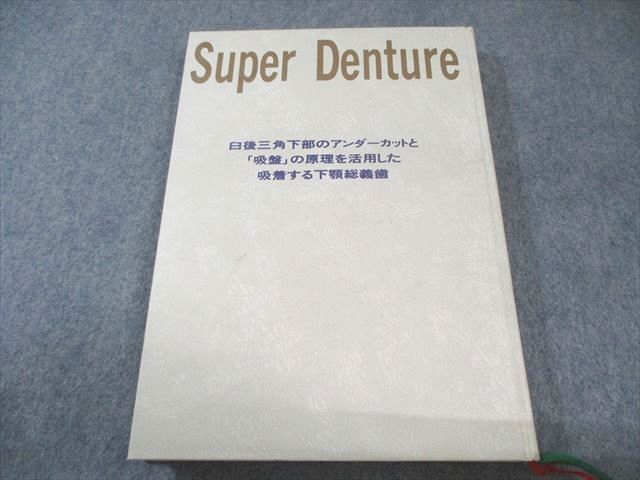 Super Denture
臼後三角下部のアンダーカットと
「吸盤」の原理を活用した
吸着する下顎総義歯